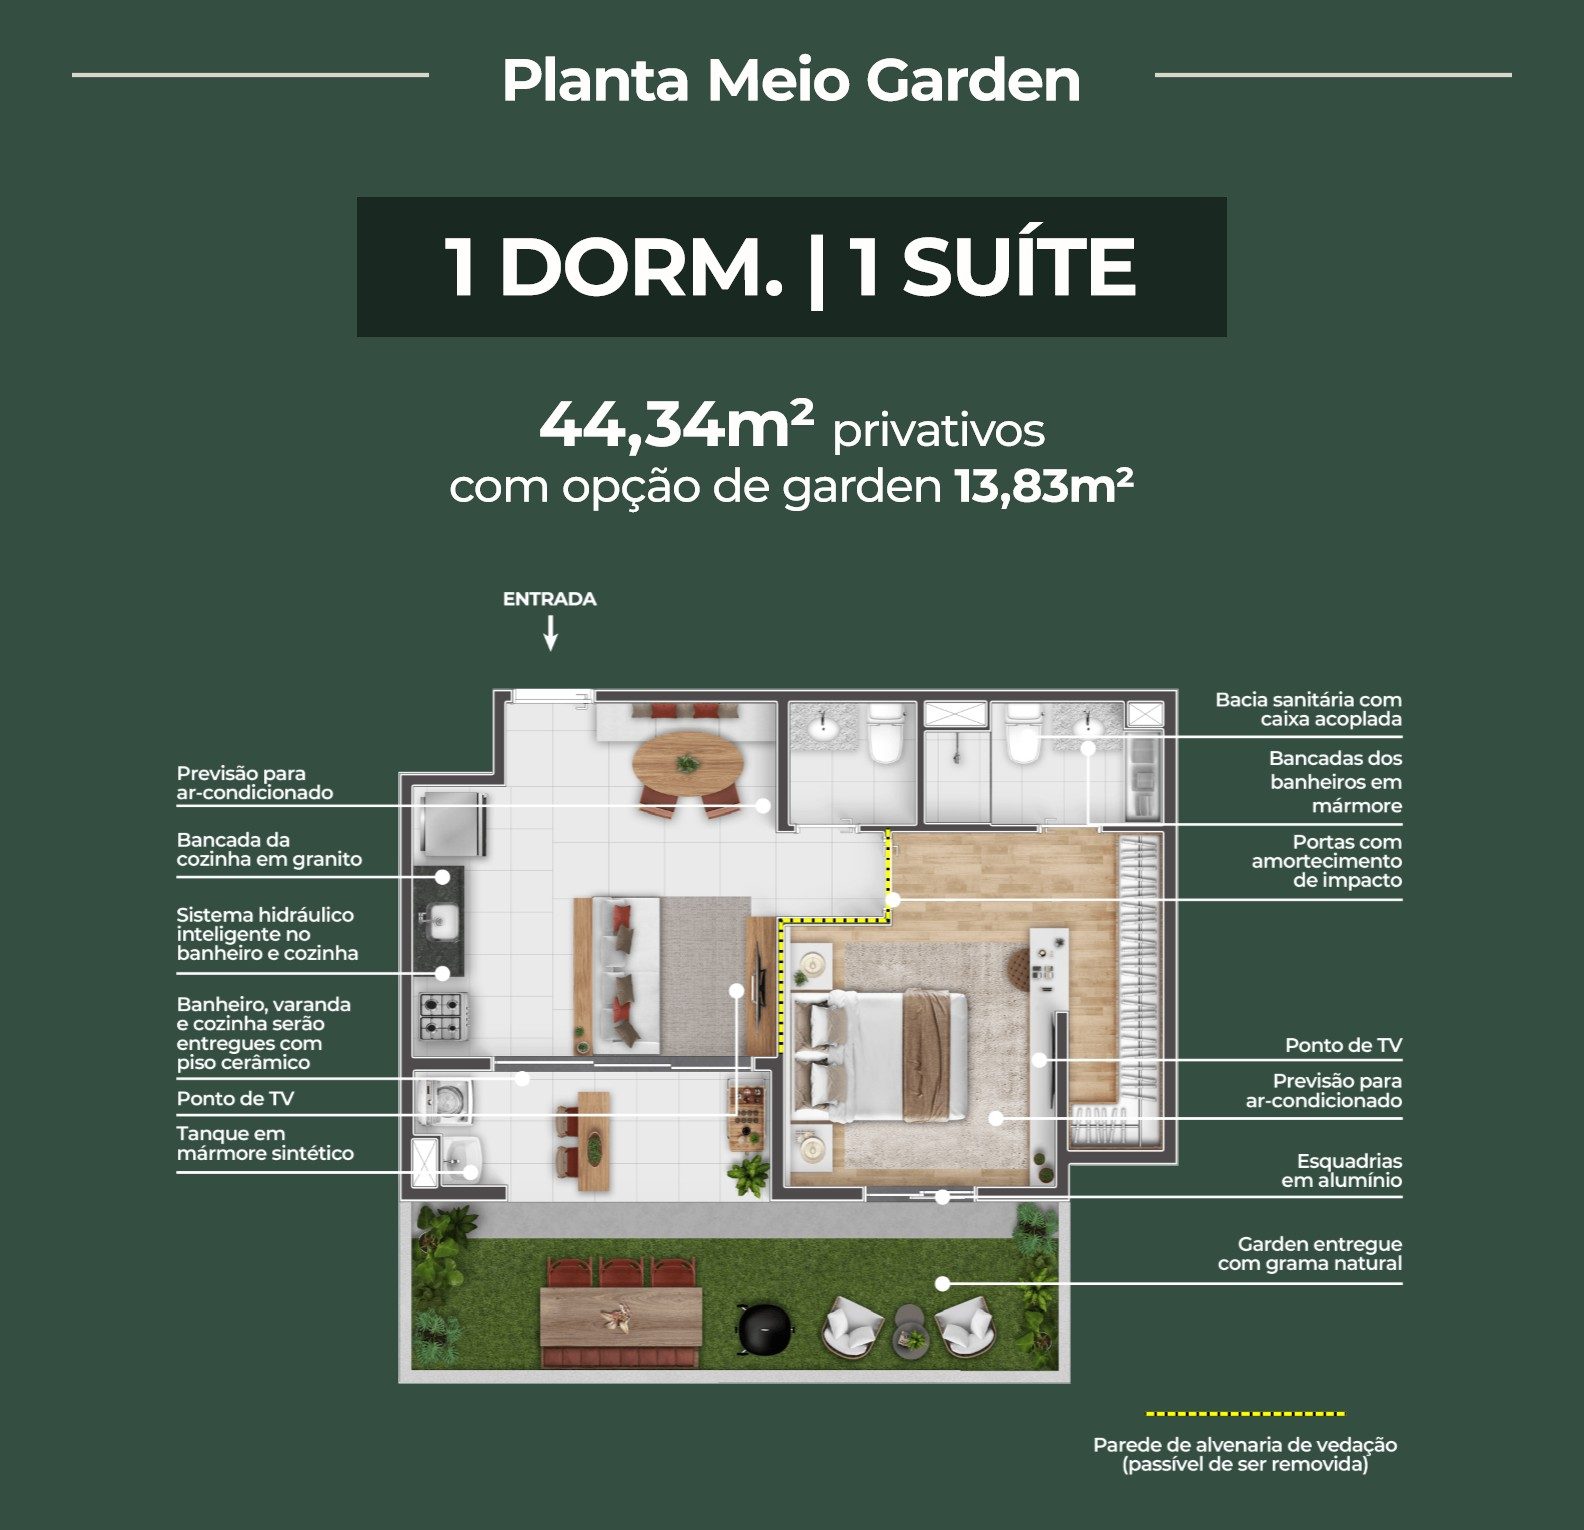 Planta Meio Garden
1 DORM. | 1 SUÍTE
44,34m² privativos
com opção de garden 13,83m²
ENTRADA
Previsão para
ar-condicionado
Bancada da
cozinha em granito
Sistema hidráulico
inteligente no
banheiro e cozinha
Banheiro, varanda
e cozinha serão
entregues com
piso cerâmico
Ponto de TV
Tanque em
mármore sintético
Bacia sanitária com
caixa acoplada
Bancadas dos
banheiros em
mármore
Portas com
amortecimento
de impacto
Ponto de TV
Previsão para
ar-condicionado
Esquadrias
em alumínio
Garden entregue
com grama natural
Parede de alvenaria de vedação
(passível de ser removida)